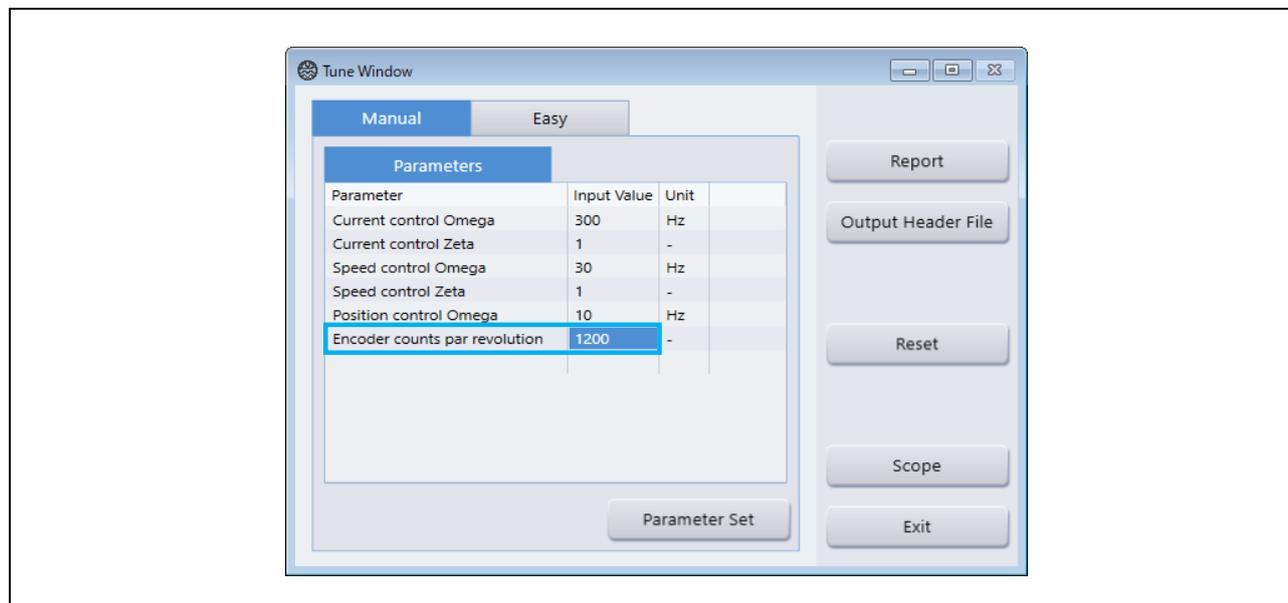 Tune Window
Manual Easy
Parameters
Parameter Input Value Unit
Current control Omega 300 Hz
Current control Zeta 1 -
Speed control Omega 30 Hz
Speed control Zeta 1 -
Position control Omega 10 Hz
Encoder counts par revolution 1200 -
Parameter Set
Report
Output Header File
Reset
Scope
Exit